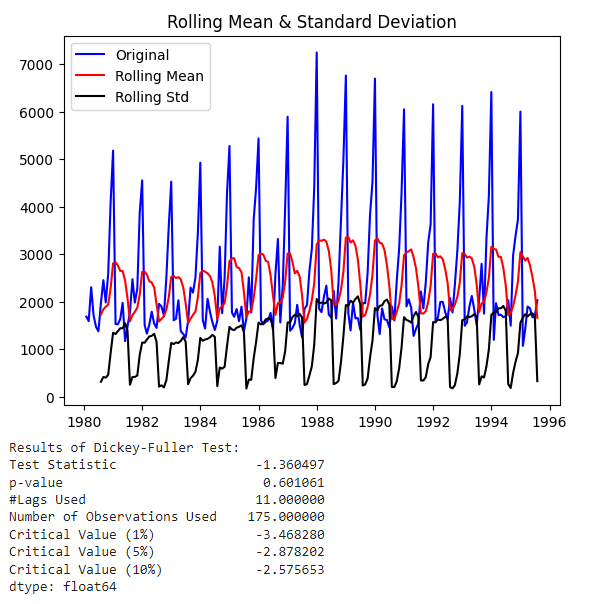 Rolling Mean & Standard Deviation
Original
Rolling Mean
Rolling Std
7000
6000
5000
4000
3000
2000
1000
0
1980 1982 1984 1986 1988 1990 1992 1994 1996
Results of Dickey-Fuller Test:
Test Statistic -1.360497
p-value 0.601061
#Lags Used 11.000000
Number of Observations Used 175.000000
Critical Value (1%) -3.468280
Critical Value (5%) -2.878202
Critical Value (10%) -2.575653
dtype: float64